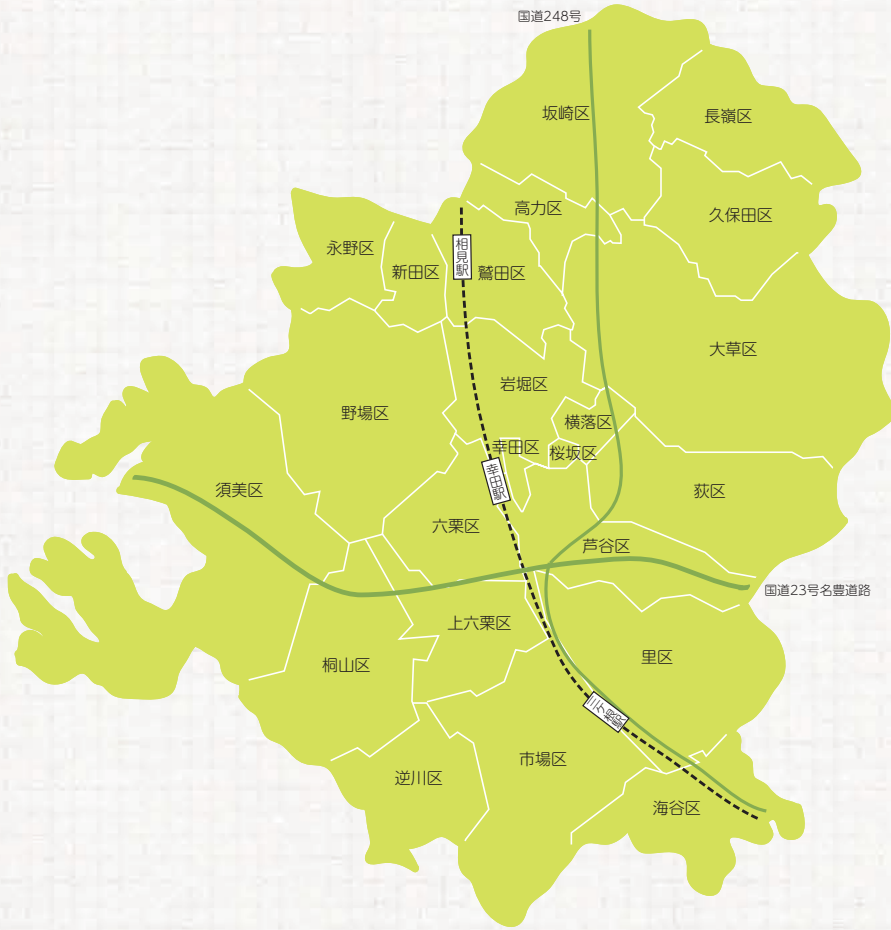 国道248号
坂崎区
長嶺区
高力区
久保田区
永野区
新田区
相見駅
鷲田区
大草区
岩堀区
野場区
横落区
幸田区
桜坂区
幸田駅
須美区
荻区
六栗区
芦谷区
国道23号名豊道路
上六栗区
桐山区
里区
三ケ根駅
市場区
逆川区
海谷区